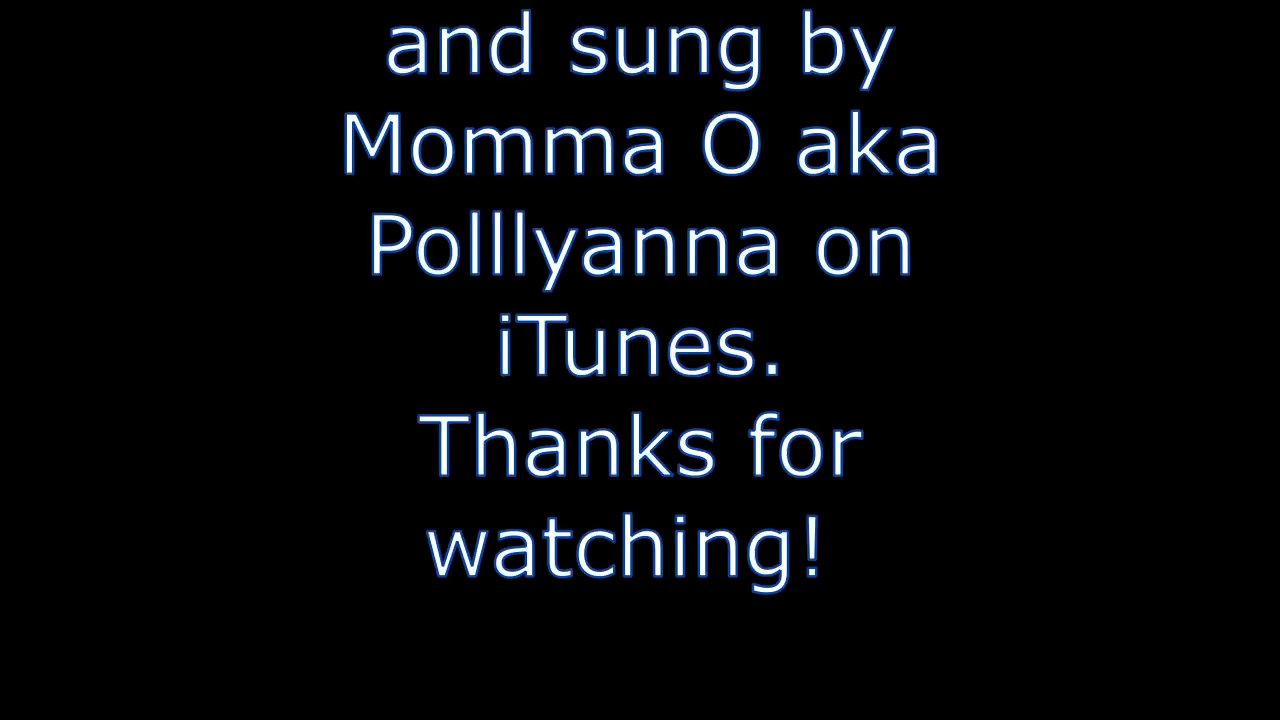 and sung by
Momma O aka
Polllyanna on
iTunes.
Thanks for
watching!